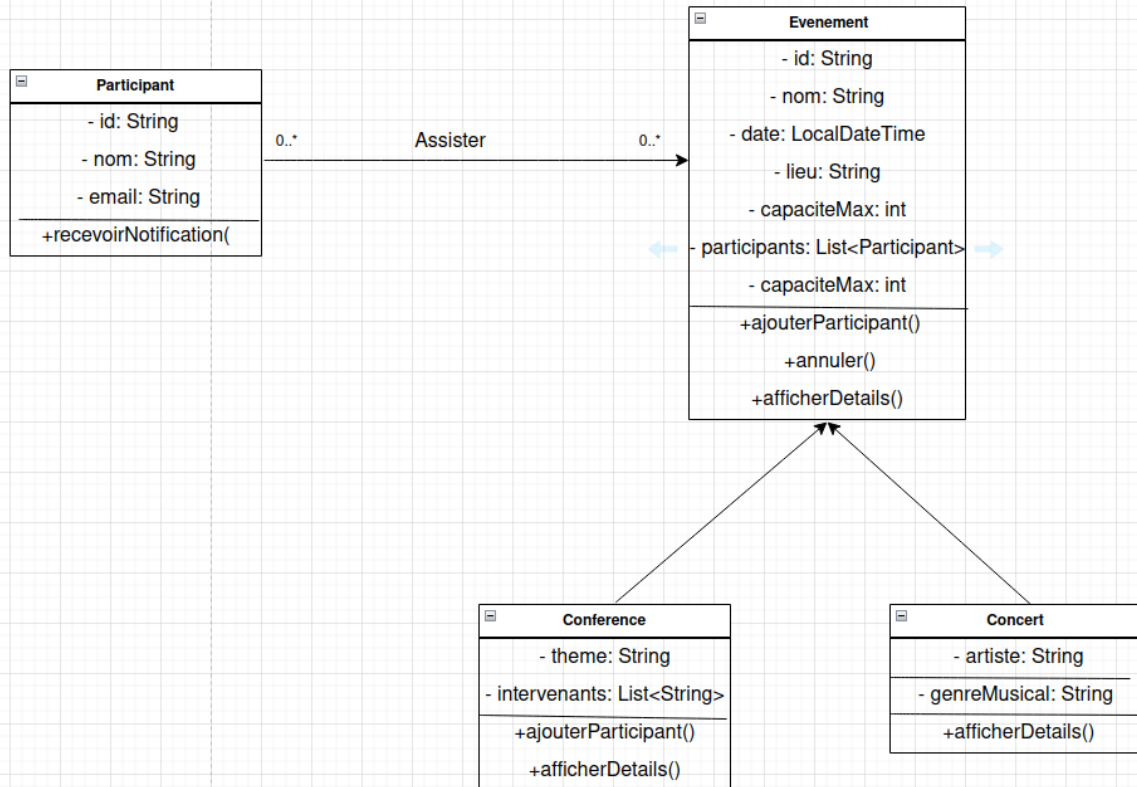 Evenement
- id: String
- nom: String
- date: LocalDateTime
- lieu: String
- capaciteMax: int
- participants: List<Participant>
- capaciteMax: int
+ajouterParticipant()
+annuler()
+afficherDetails()
Participant
- id: String
- nom: String
- email: String
+recevoirNotification(
0..*
Assister
0..*
Conference
- theme: String
- intervenants: List<String>
+ajouterParticipant()
+afficherDetails()
Concert
- artiste: String
- genreMusical: String
+afficherDetails()